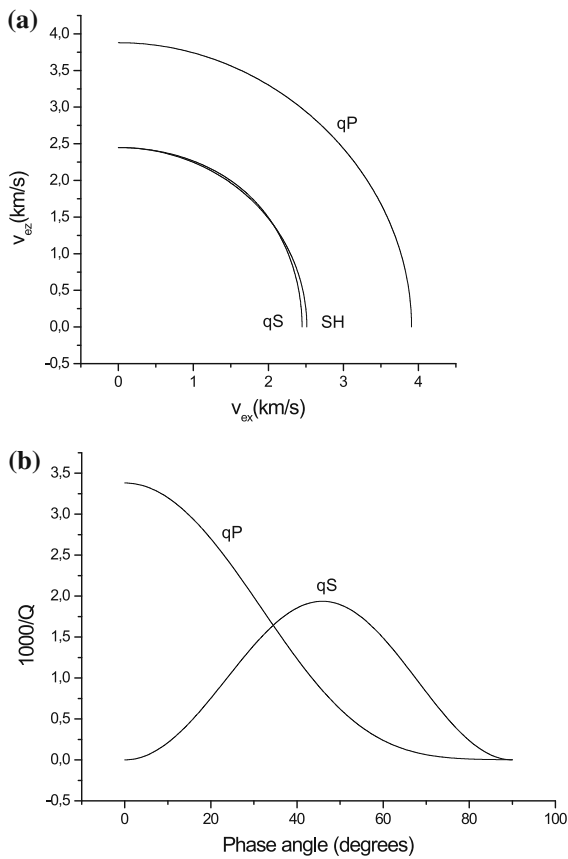 (a)
4,0
3,5
3,0
2,5
2,0
1,5
1,0
0,5
0,0
-0,5
v_ez(km/s)
qP
qS SH
0 1 2 3 4
v_ex(km/s)
(b)
3,5
3,0
2,5
2,0
1,5
1,0
0,5
0,0
-0,5
1000/Q
qP
qS
0 20 40 60 80 100
Phase angle (degrees)